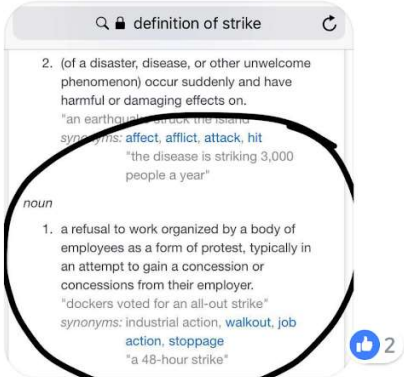 definition of strike
2. (of a disaster, disease, or other unwelcome
phenomenon) occur suddenly and have
harmful or damaging effects on.
"an earthquake struck the island"
synonyms: affect, afflict, attack, hit
"the disease is striking 3,000
people a year"
noun
1. a refusal to work organized by a body of
employees as a form of protest, typically in
an attempt to gain a concession or
concessions from their employer.
"dockers voted for an all-out strike"
synonyms: industrial action, walkout, job
action, stoppage
"a 48-hour strike"
2